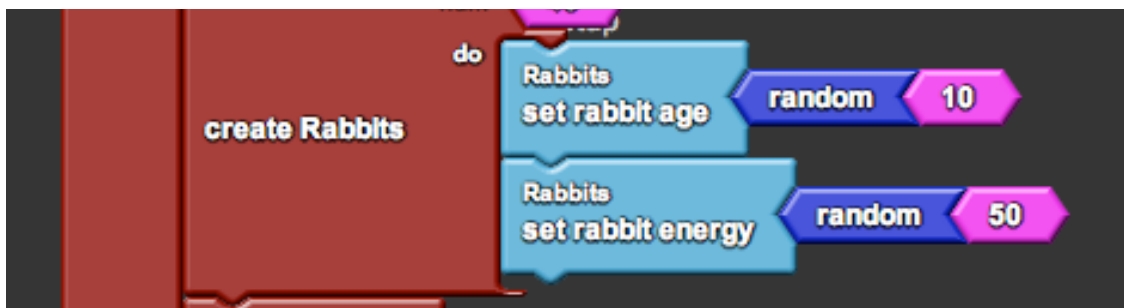 do
Rabbits
set rabbit age random 10
create Rabbits
Rabbits
set rabbit energy random 50